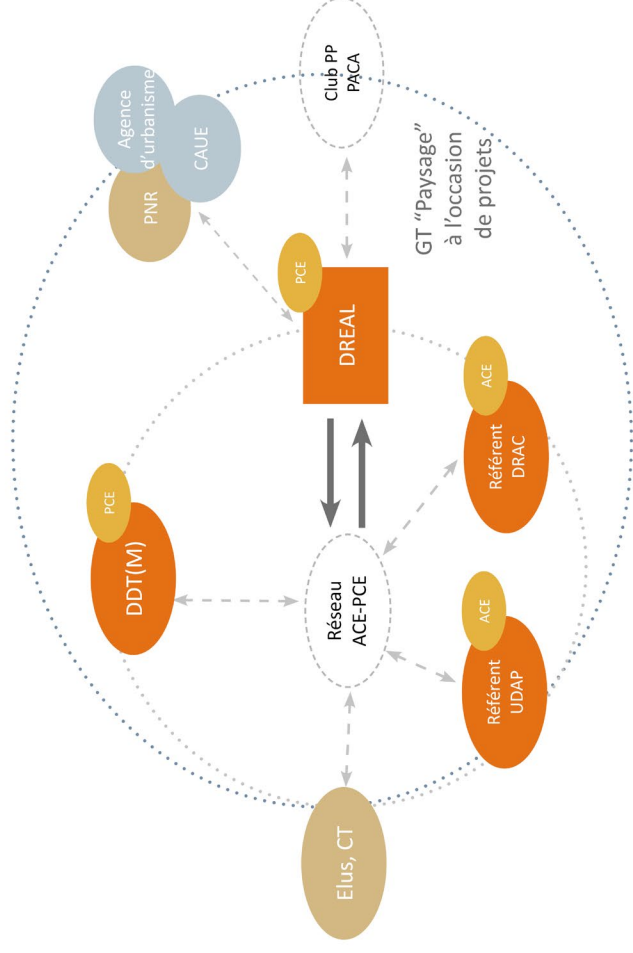 PCE
DDT(M)
Agence
d'urbanisme
PNR
CAUE
PCE
Elus, CT
Réseau
ACE-PCE
DREAL
Club PP
PACA
GT “Paysage”
à l'occasion
de projets
ACE
Référent
UDAP
ACE
Référent
DRAC